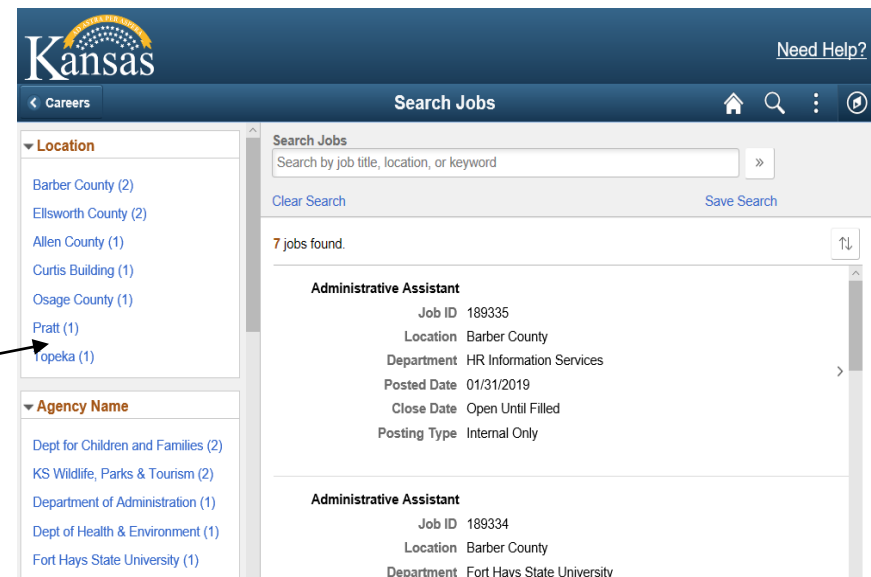 AD ASTRA PER ASPERA
Kansas
Need Help?
Careers
Search Jobs
Location
Barber County (2)
Ellsworth County (2)
Allen County (1)
Curtis Building (1)
Osage County (1)
Pratt (1)
Topeka (1)
Agency Name
Dept for Children and Families (2)
KS Wildlife, Parks & Tourism (2)
Department of Administration (1)
Dept of Health & Environment (1)
Fort Hays State University (1)
Search Jobs
Search by job title, location, or keyword
»
Clear Search Save Search
7 jobs found.
Administrative Assistant
Job ID 189335
Location Barber County
Department HR Information Services
Posted Date 01/31/2019
Close Date Open Until Filled
Posting Type Internal Only
Administrative Assistant
Job ID 189334
Location Barber County
Department Fort Hays State University